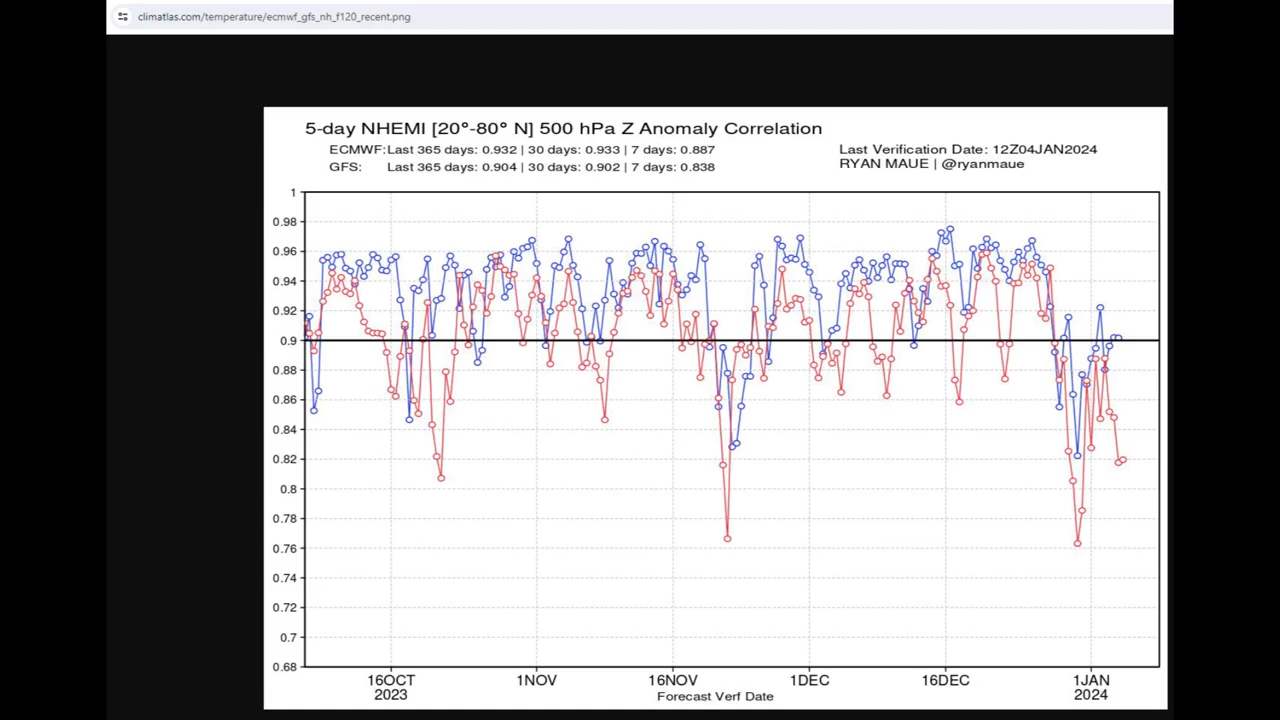 climatlas.com/temperature/ecmwf_gfs_nh_f120_recent.png
5-day NHEMI [20°-80° N] 500 hPa Z Anomaly Correlation
ECMWF:Last 365 days: 0.932 | 30 days: 0.933 | 7 days: 0.887
GFS: Last 365 days: 0.904 | 30 days: 0.902 | 7 days: 0.838
Last Verification Date: 12Z04JAN2024
RYAN MAUE | @ryanmaue
1
0.98
0.96
0.94
0.92
0.9
0.88
0.86
0.84
0.82
0.8
0.78
0.76
0.74
0.72
0.7
0.68
16OCT 1NOV 16NOV 1DEC 16DEC 1JAN
2023 2024
Forecast Verf Date